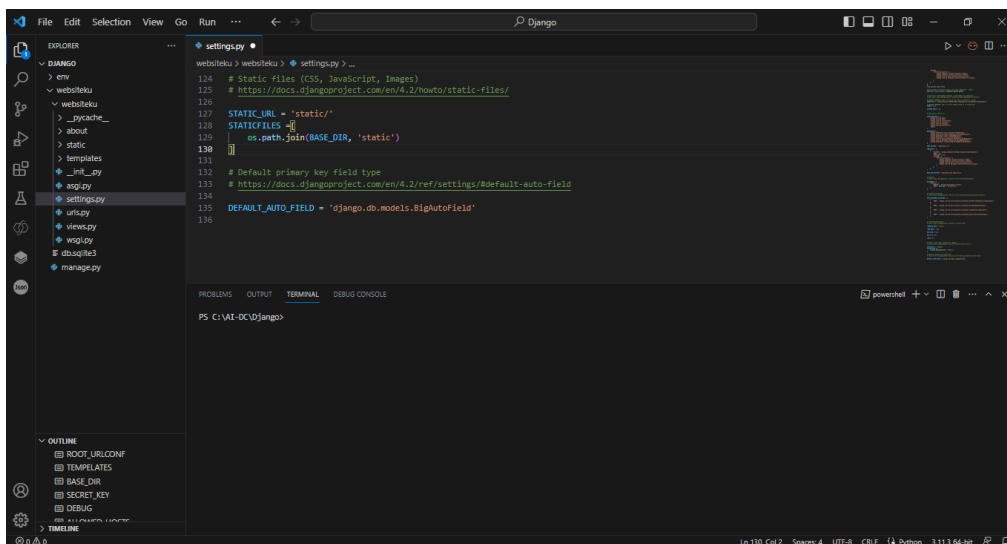 File Edit Selection View Go Run ··· ← → Django
EXPLORER ···
DJANGO
env
websiteku
websiteku
__pycache__
about
static
templates
__init__.py
asgi.py
settings.py
urls.py
views.py
wsgi.py
db.sqlite3
manage.py
OUTLINE
ROOT_URLCONF
TEMPELATES
BASE_DIR
SECRET_KEY
DEBUG
ALLOWED_HOSTS
TIMELINE
settings.py ●
websiteku > websiteku > settings.py > ...
124 # Static files (CSS, JavaScript, Images)
125 # https://docs.djangoproject.com/en/4.2/howto/static-files/
126
127 STATIC_URL = 'static/'
128 STATICFILES =[
129 os.path.join(BASE_DIR, 'static')
130 ]
131
132 # Default primary key field type
133 # https://docs.djangoproject.com/en/4.2/ref/settings/#default-auto-field
134
135 DEFAULT_AUTO_FIELD = 'django.db.models.BigAutoField'
136
PROBLEMS OUTPUT TERMINAL DEBUG CONSOLE powershell
PS C:\AI-DC\Django>
Json
0 0 Ln 130, Col 2 Spaces: 4 UTF-8 CRLF Python 3.11.3 64-bit